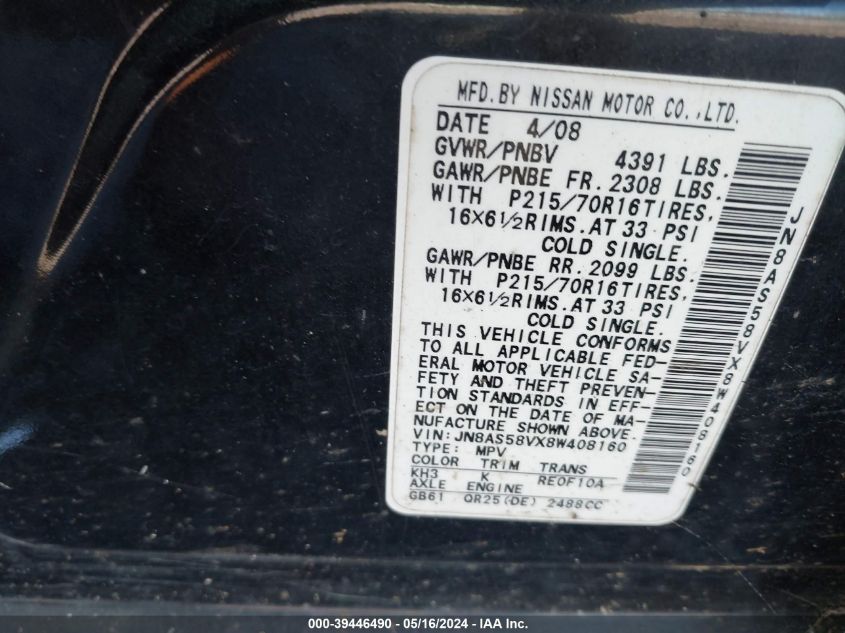 MFD.BY NISSAN MOTOR CO.,LTD.
DATE 4/08
GVWR/PNBV 4391 LBS.
GAWR/PNBE FR. 2308 LBS.
WITH P215/70R16TIRES,
16X6½RIMS.AT 33 PSI
COLD SINGLE.
GAWR/PNBE RR. 2099 LBS.
WITH P215/70R16TIRES,
16X6½RIMS.AT 33 PSI
COLD SINGLE.
THIS VEHICLE CONFORMS
TO ALL APPLICABLE FED-
ERAL MOTOR VEHICLE SA-
FETY AND THEFT PREVEN-
TION STANDARDS IN EFF-
ECT ON THE DATE OF MA-
NUFACTURE SHOWN ABOVE.
VIN:JN8AS58VX8W408160
TYPE: MPV
COLOR TRIM TRANS
KH3 K RE0F10A
AXLE ENGINE
GB61 QR25(DE) 2488CC
JN8AS58VX8W408160
000-39446490 - 05/16/2024 - IAA Inc.